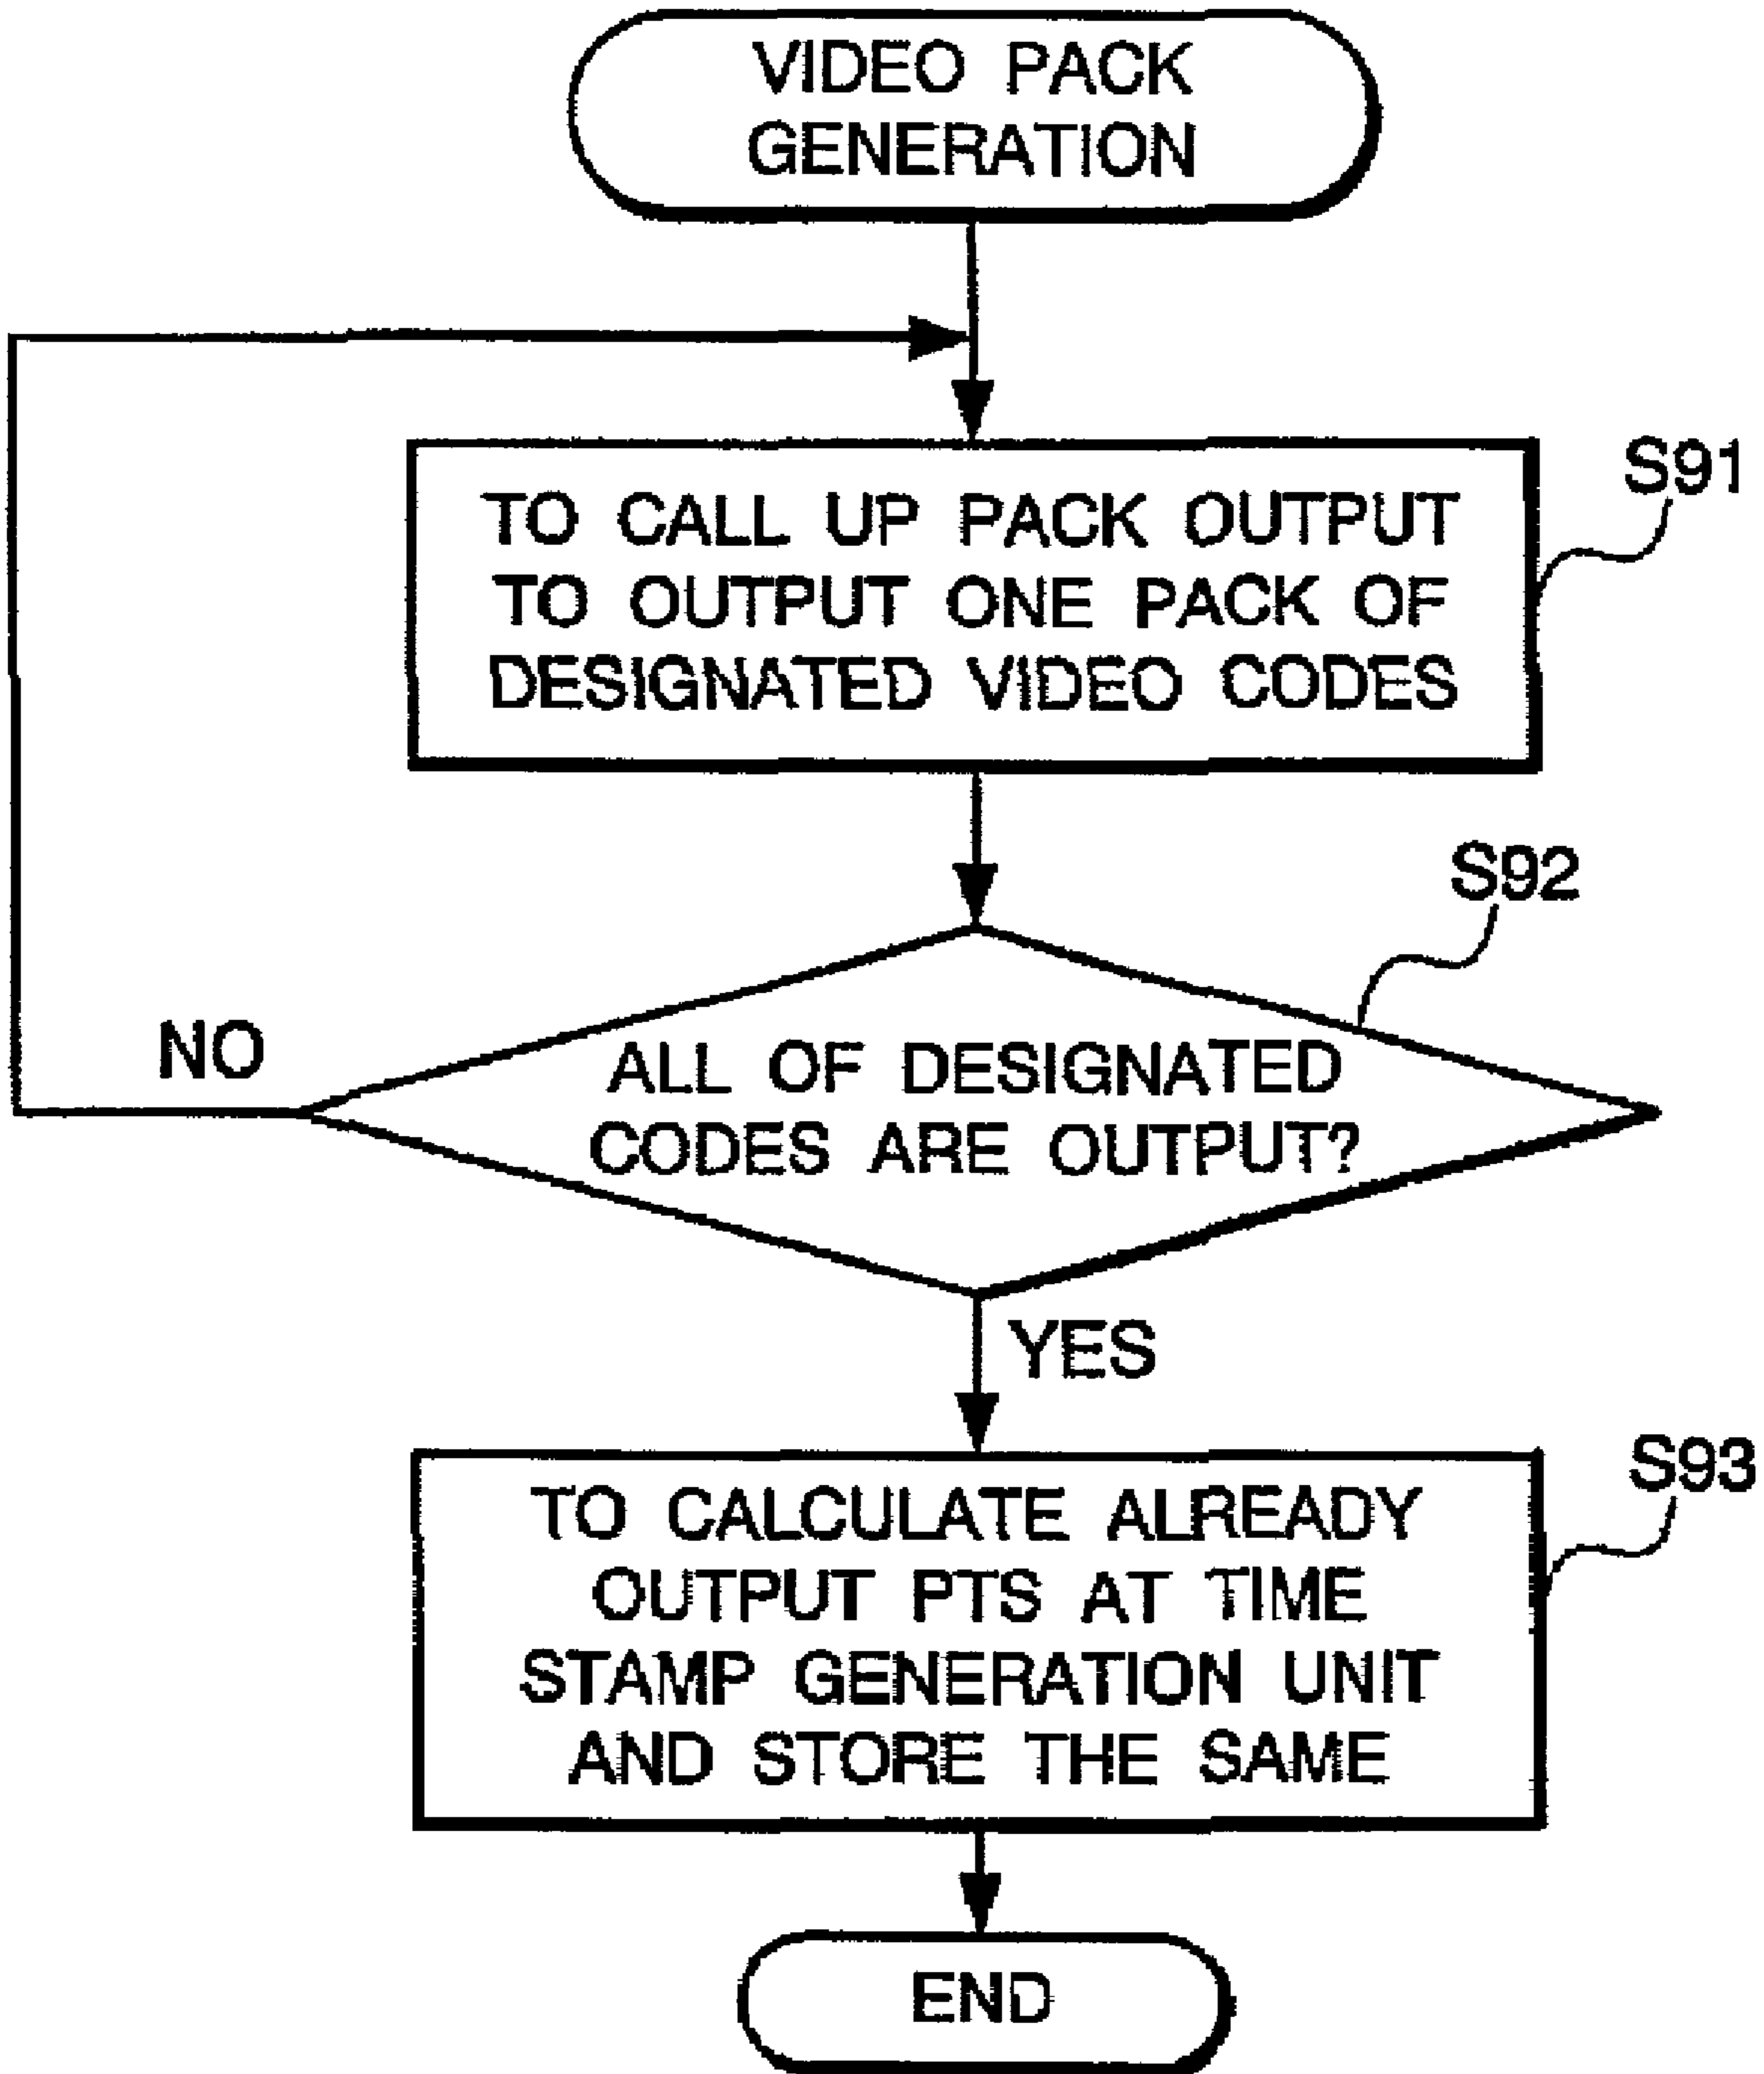 VIDEO PACK
GENERATION
S91
TO CALL UP PACK OUTPUT
TO OUTPUT ONE PACK OF
DESIGNATED VIDEO CODES
S92
NO
ALL OF DESIGNATED
CODES ARE OUTPUT?
YES
S93
TO CALCULATE ALREADY
OUTPUT PTS AT TIME
STAMP GENERATION UNIT
AND STORE THE SAME
END